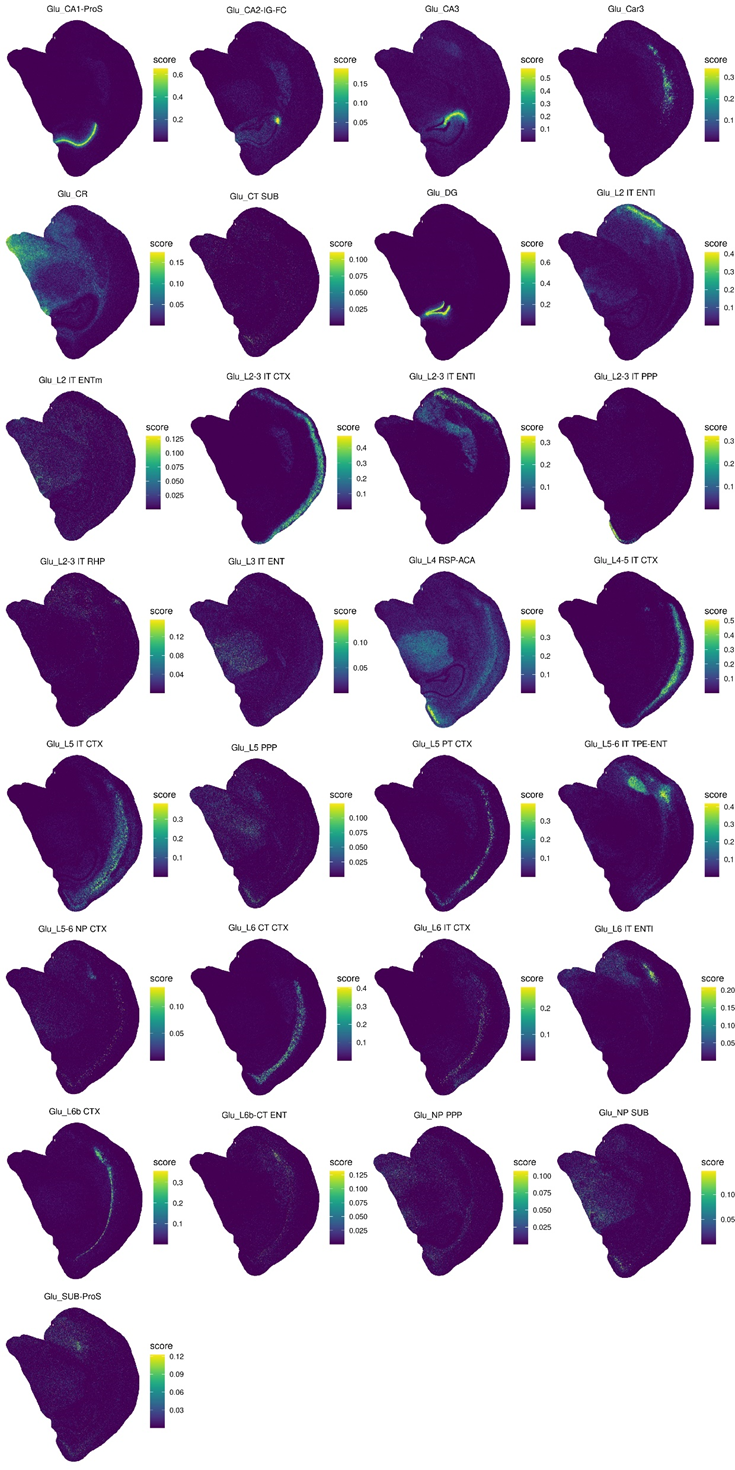 Glu_CA1-ProS
Glu_CA2-IG-FC
Glu_CA3
Glu_Car3
score
0.6
0.4
0.2
score
0.15
0.10
0.05
score
0.5
0.4
0.3
0.2
0.1
score
0.3
0.2
0.1
Glu_CR
Glu_CT SUB
Glu_DG
Glu_L2 IT ENTl
score
0.15
0.10
0.05
score
0.100
0.075
0.050
0.025
score
0.6
0.4
0.2
score
0.4
0.3
0.2
0.1
Glu_L2 IT ENTm
Glu_L2-3 IT CTX
Glu_L2-3 IT ENTl
Glu_L2-3 IT PPP
score
0.125
0.100
0.075
0.050
0.025
score
0.4
0.3
0.2
0.1
score
0.3
0.2
0.1
score
0.3
0.2
0.1
Glu_L2-3 IT RHP
Glu_L3 IT ENT
Glu_L4 RSP-ACA
Glu_L4-5 IT CTX
score
0.12
0.08
0.04
score
0.10
0.05
score
0.3
0.2
0.1
score
0.5
0.4
0.3
0.2
0.1
Glu_L5 IT CTX
Glu_L5 PPP
Glu_L5 PT CTX
Glu_L5-6 IT TPE-ENT
score
0.3
0.2
0.1
score
0.100
0.075
0.050
0.025
score
0.3
0.2
0.1
score
0.4
0.3
0.2
0.1
Glu_L5-6 NP CTX
Glu_L6 CT CTX
Glu_L6 IT CTX
Glu_L6 IT ENTl
score
0.10
0.05
score
0.4
0.3
0.2
0.1
score
0.2
0.1
score
0.20
0.15
0.10
0.05
Glu_L6b CTX
Glu_L6b-CT ENT
Glu_NP PPP
Glu_NP SUB
score
0.3
0.2
0.1
score
0.125
0.100
0.075
0.050
0.025
score
0.100
0.075
0.050
0.025
score
0.10
0.05
Glu_SUB-ProS
score
0.12
0.09
0.06
0.03